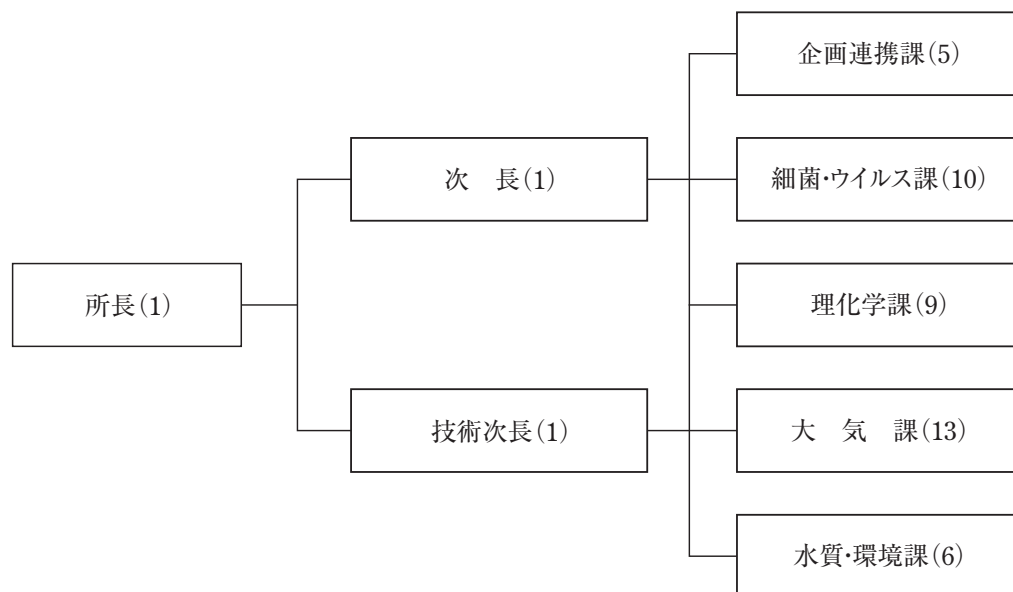 所長(1)
次　長(1)
技術次長(1)
企画連携課(5)
細菌・ウイルス課(10)
理化学課(9)
大　気　課(13)
水質・環境課(6)